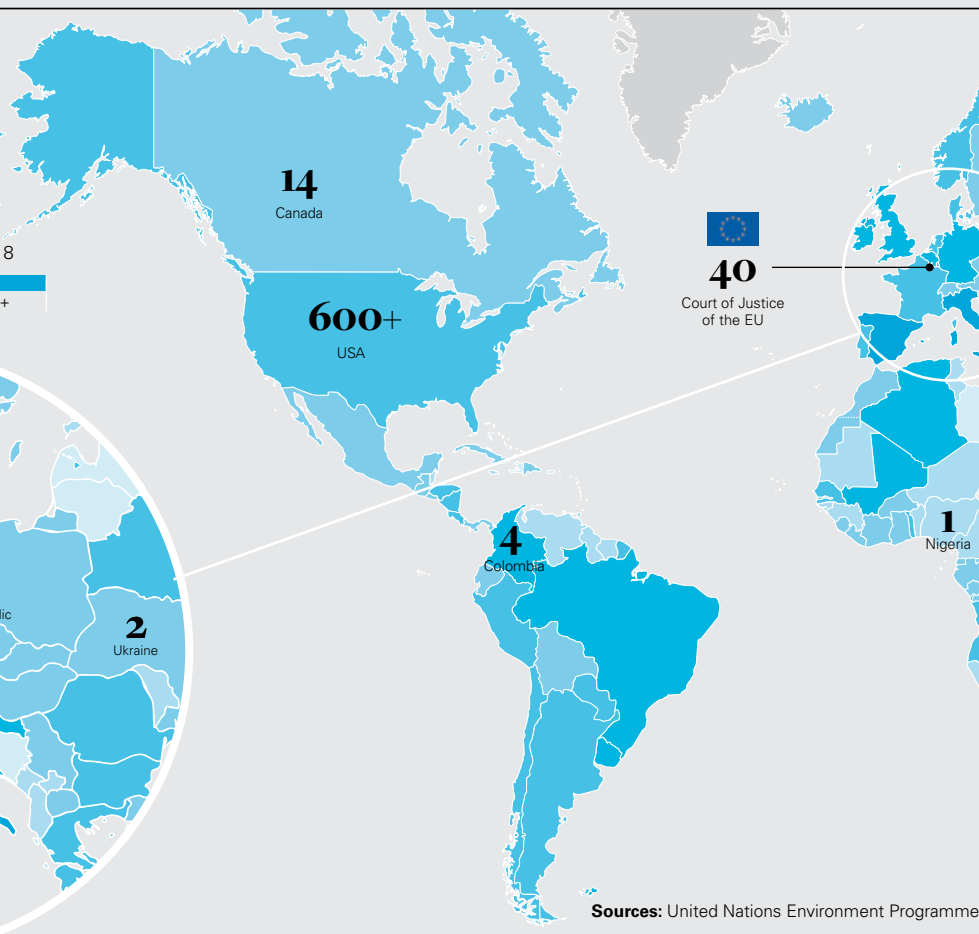 14
Canada
8
+
600+
USA
40
Court of Justice
of the EU
1
Nigeria
4
Colombia
lic
2
Ukraine
Sources: United Nations Environment Programme